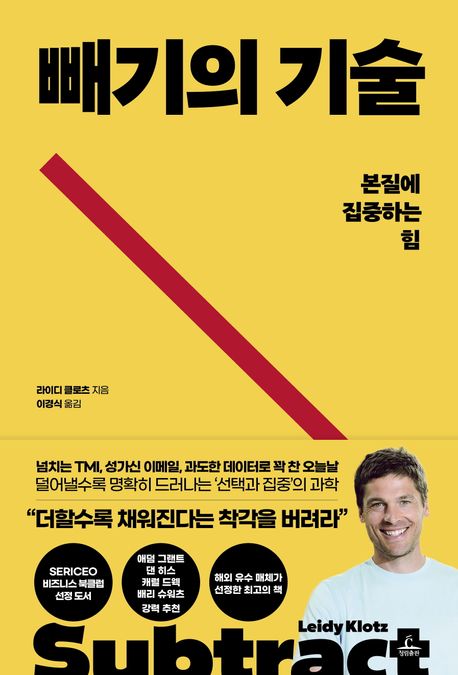 빼기의 기술
본질에
집중하는
힘
라이디 클로츠 지음
이경식 옮김
넘치는 TMI, 성가신 이메일, 과도한 데이터로 꽉 찬 오늘날
덜어낼수록 명확히 드러나는 ‘선택과 집중’의 과학
“더할수록 채워진다는 착각을 버려라”
SERICEO
비즈니스 북클럽
선정 도서
애덤 그랜트
댄 히스
캐럴 드웩
배리 슈워츠
강력 추천
해외 유수 매체가
선정한 최고의 책
Leidy Klotz
Subtract
청림출판